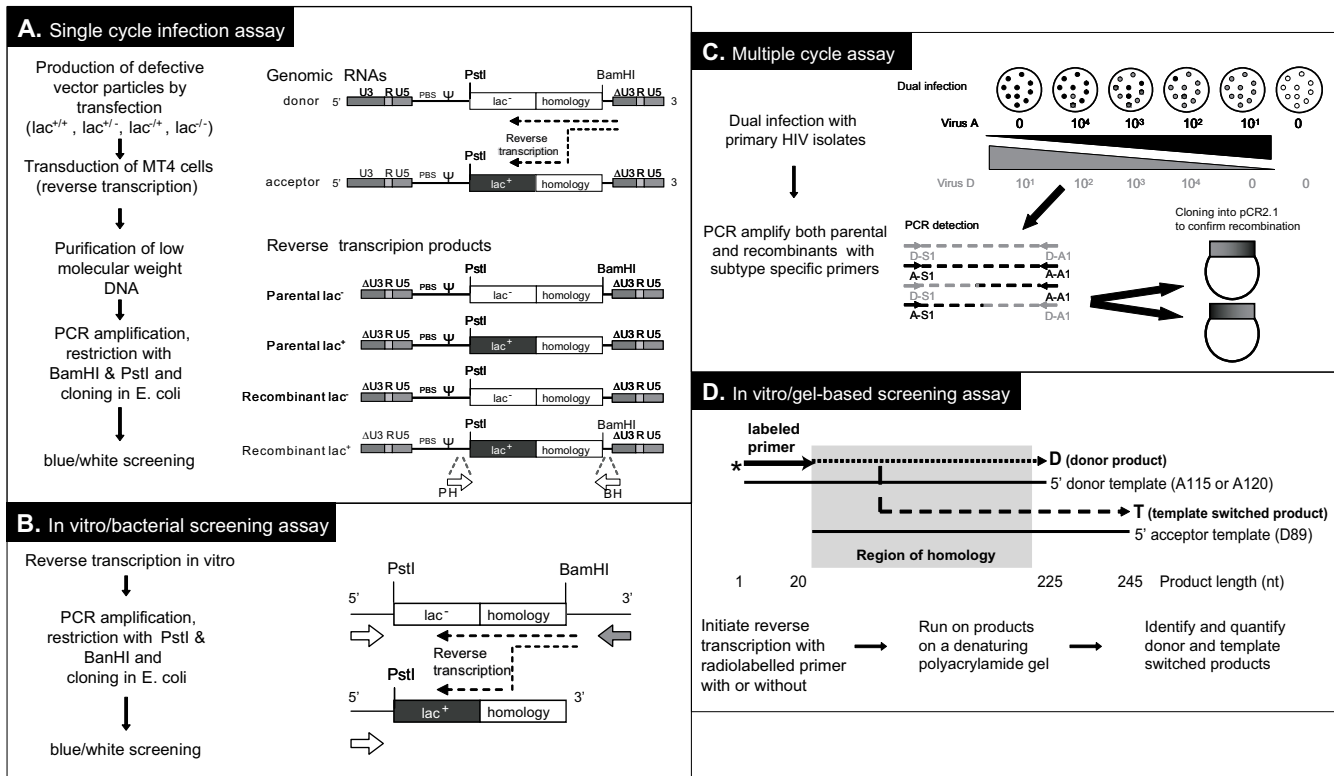 A. Single cycle infection assay
Production of defective
vector particles by
transfection
(lac+/+ , lac+/-, lac-/+, lac-/-)
Transduction of MT4 cells
(reverse transcription)
Purification of low
molecular weight
DNA
PCR amplification,
restriction with
BamHI & PstI and
cloning in E. coli
blue/white screening
Genomic RNAs
PstI
BamHI
donor 5' U3 R U5 PBS Ψ lac- homology ΔU3 R U5 3
Reverse
transcription
PstI
acceptor 5' U3 R U5 PBS Ψ lac+ homology ΔU3 R U5 3
Reverse transcripion products
PstI
BamHI
Parental lac- ΔU3 R U5 PBS Ψ lac- homology ΔU3 R U5
PstI
Parental lac+ ΔU3 R U5 PBS Ψ lac+ homology ΔU3 R U5
PstI
Recombinant lac- ΔU3 R U5 PBS Ψ lac- homology ΔU3 R U5
PstI
BamHI
Recombinant lac+ ΔU3 R U5 PBS Ψ lac+ homology ΔU3 R U5
PH
BH
B. In vitro/bacterial screening assay
Reverse transcription in vitro
PCR amplification,
restriction with PstI &
BanHI and
cloning in E. coli
blue/white screening
PstI
BamHI
5' 3'
lac- homology
Reverse
transcription
PstI
5' 3'
lac+ homology
C. Multiple cycle assay
Dual infection with
primary HIV isolates
PCR amplify both parental
and recombinants with
subtype specific primers
Dual infection
Virus A 0 10⁴ 10³ 10² 10¹ 0
Virus D 10¹ 10² 10³ 10⁴ 0 0
PCR detection
D-S1 D-A1
A-S1 A-A1
D-S1 A-A1
A-S1 D-A1
Cloning into pCR2.1
to confirm recombination
D. In vitro/gel-based screening assay
labeled
primer
*
D (donor product)
5' donor template (A115 or A120)
T (template switched product)
5' acceptor template (D89)
Region of homology
1 20 225 245 Product length (nt)
Initiate reverse
transcription with
radiolabelled primer
with or without
Run on products
on a denaturing
polyacrylamide gel
Identify and quantify
donor and template
switched products